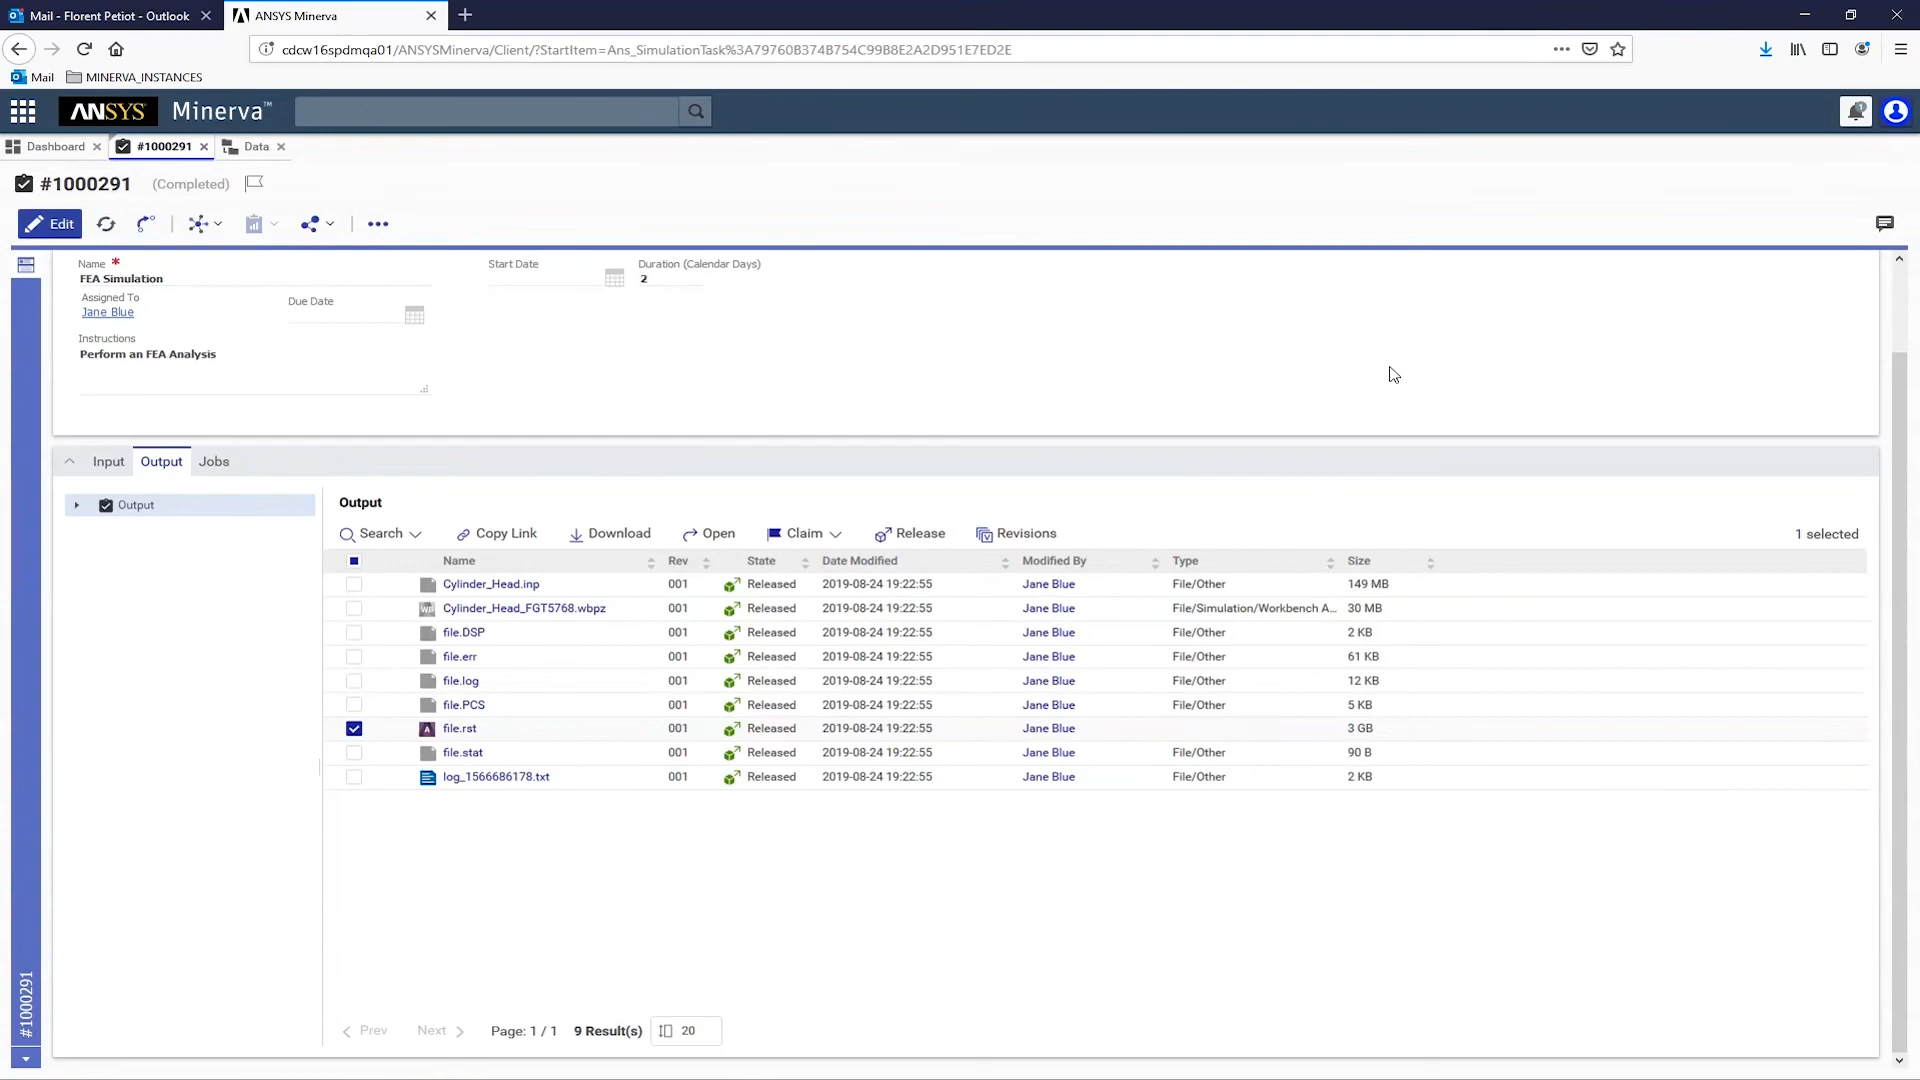 Mail - Florent Petiot - Outlook
ANSYS Minerva
cdcw16spdmqa01/ANSYSMinerva/Client/?StartItem=Ans_SimulationTask%3A79760B374B754C99B8E2A2D951E7ED2E
Mail MINERVA_INSTANCES
ANSYS Minerva™
Dashboard #1000291 Data
#1000291 (Completed)
Edit
Name * Start Date Duration (Calendar Days)
FEA Simulation 2
Assigned To Due Date
Jane Blue
Instructions
Perform an FEA Analysis
Input Output Jobs
Output
Output
Search Copy Link Download Open Claim Release Revisions 1 selected
Name Rev State Date Modified Modified By Type Size
Cylinder_Head.inp 001 Released 2019-08-24 19:22:55 Jane Blue File/Other 149 MB
WB Cylinder_Head_FGT5768.wbpz 001 Released 2019-08-24 19:22:55 Jane Blue File/Simulation/Workbench A... 30 MB
file.DSP 001 Released 2019-08-24 19:22:55 Jane Blue File/Other 2 KB
file.err 001 Released 2019-08-24 19:22:55 Jane Blue File/Other 61 KB
file.log 001 Released 2019-08-24 19:22:55 Jane Blue File/Other 12 KB
file.PCS 001 Released 2019-08-24 19:22:55 Jane Blue File/Other 5 KB
file.rst 001 Released 2019-08-24 19:22:55 Jane Blue 3 GB
file.stat 001 Released 2019-08-24 19:22:55 Jane Blue File/Other 90 B
log_1566686178.txt 001 Released 2019-08-24 19:22:55 Jane Blue File/Other 2 KB
#1000291
Prev Next Page: 1 / 1 9 Result(s) 20